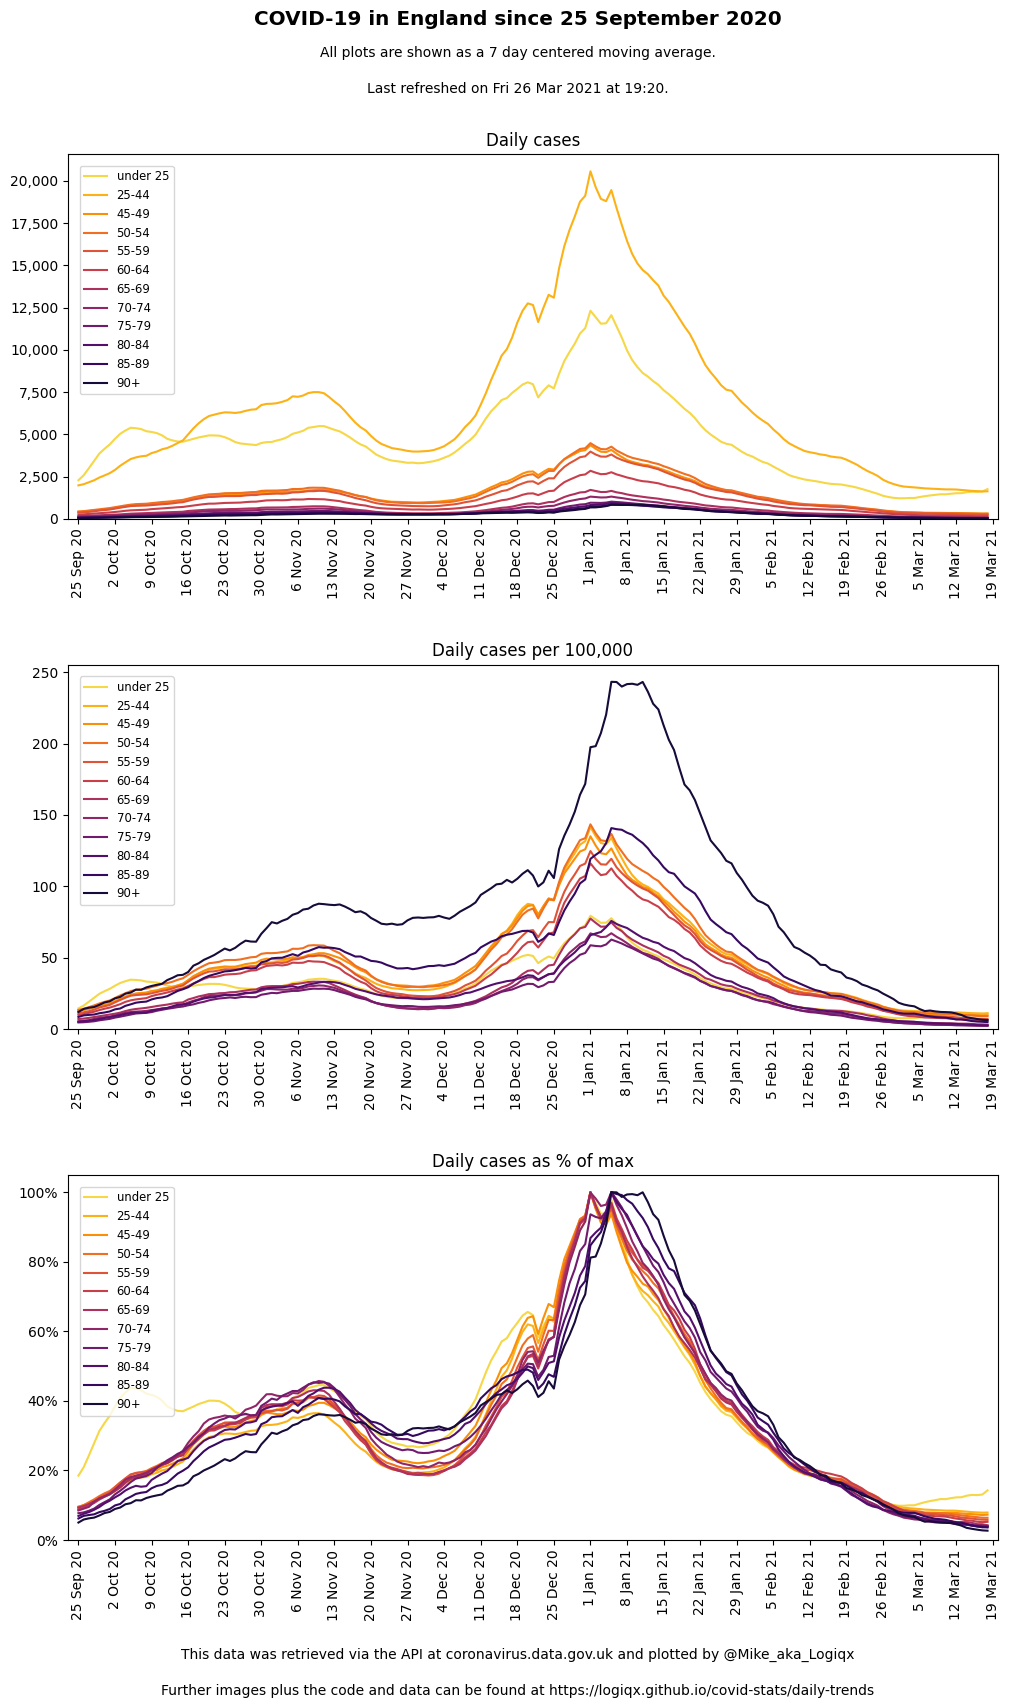 COVID-19 in England since 25 September 2020
All plots are shown as a 7 day centered moving average.
Last refreshed on Fri 26 Mar 2021 at 19:20.
Daily cases
20,000
17,500
15,000
12,500
10,000
7,500
5,000
2,500
0
under 25
25-44
45-49
50-54
55-59
60-64
65-69
70-74
75-79
80-84
85-89
90+
25 Sep 20
2 Oct 20
9 Oct 20
16 Oct 20
23 Oct 20
30 Oct 20
6 Nov 20
13 Nov 20
20 Nov 20
27 Nov 20
4 Dec 20
11 Dec 20
18 Dec 20
25 Dec 20
1 Jan 21
8 Jan 21
15 Jan 21
22 Jan 21
29 Jan 21
5 Feb 21
12 Feb 21
19 Feb 21
26 Feb 21
5 Mar 21
12 Mar 21
19 Mar 21
Daily cases per 100,000
250
200
150
100
50
0
under 25
25-44
45-49
50-54
55-59
60-64
65-69
70-74
75-79
80-84
85-89
90+
25 Sep 20
2 Oct 20
9 Oct 20
16 Oct 20
23 Oct 20
30 Oct 20
6 Nov 20
13 Nov 20
20 Nov 20
27 Nov 20
4 Dec 20
11 Dec 20
18 Dec 20
25 Dec 20
1 Jan 21
8 Jan 21
15 Jan 21
22 Jan 21
29 Jan 21
5 Feb 21
12 Feb 21
19 Feb 21
26 Feb 21
5 Mar 21
12 Mar 21
19 Mar 21
Daily cases as % of max
100%
80%
60%
40%
20%
0%
under 25
25-44
45-49
50-54
55-59
60-64
65-69
70-74
75-79
80-84
85-89
90+
25 Sep 20
2 Oct 20
9 Oct 20
16 Oct 20
23 Oct 20
30 Oct 20
6 Nov 20
13 Nov 20
20 Nov 20
27 Nov 20
4 Dec 20
11 Dec 20
18 Dec 20
25 Dec 20
1 Jan 21
8 Jan 21
15 Jan 21
22 Jan 21
29 Jan 21
5 Feb 21
12 Feb 21
19 Feb 21
26 Feb 21
5 Mar 21
12 Mar 21
19 Mar 21
This data was retrieved via the API at coronavirus.data.gov.uk and plotted by @Mike_aka_Logiqx
Further images plus the code and data can be found at https://logiqx.github.io/covid-stats/daily-trends